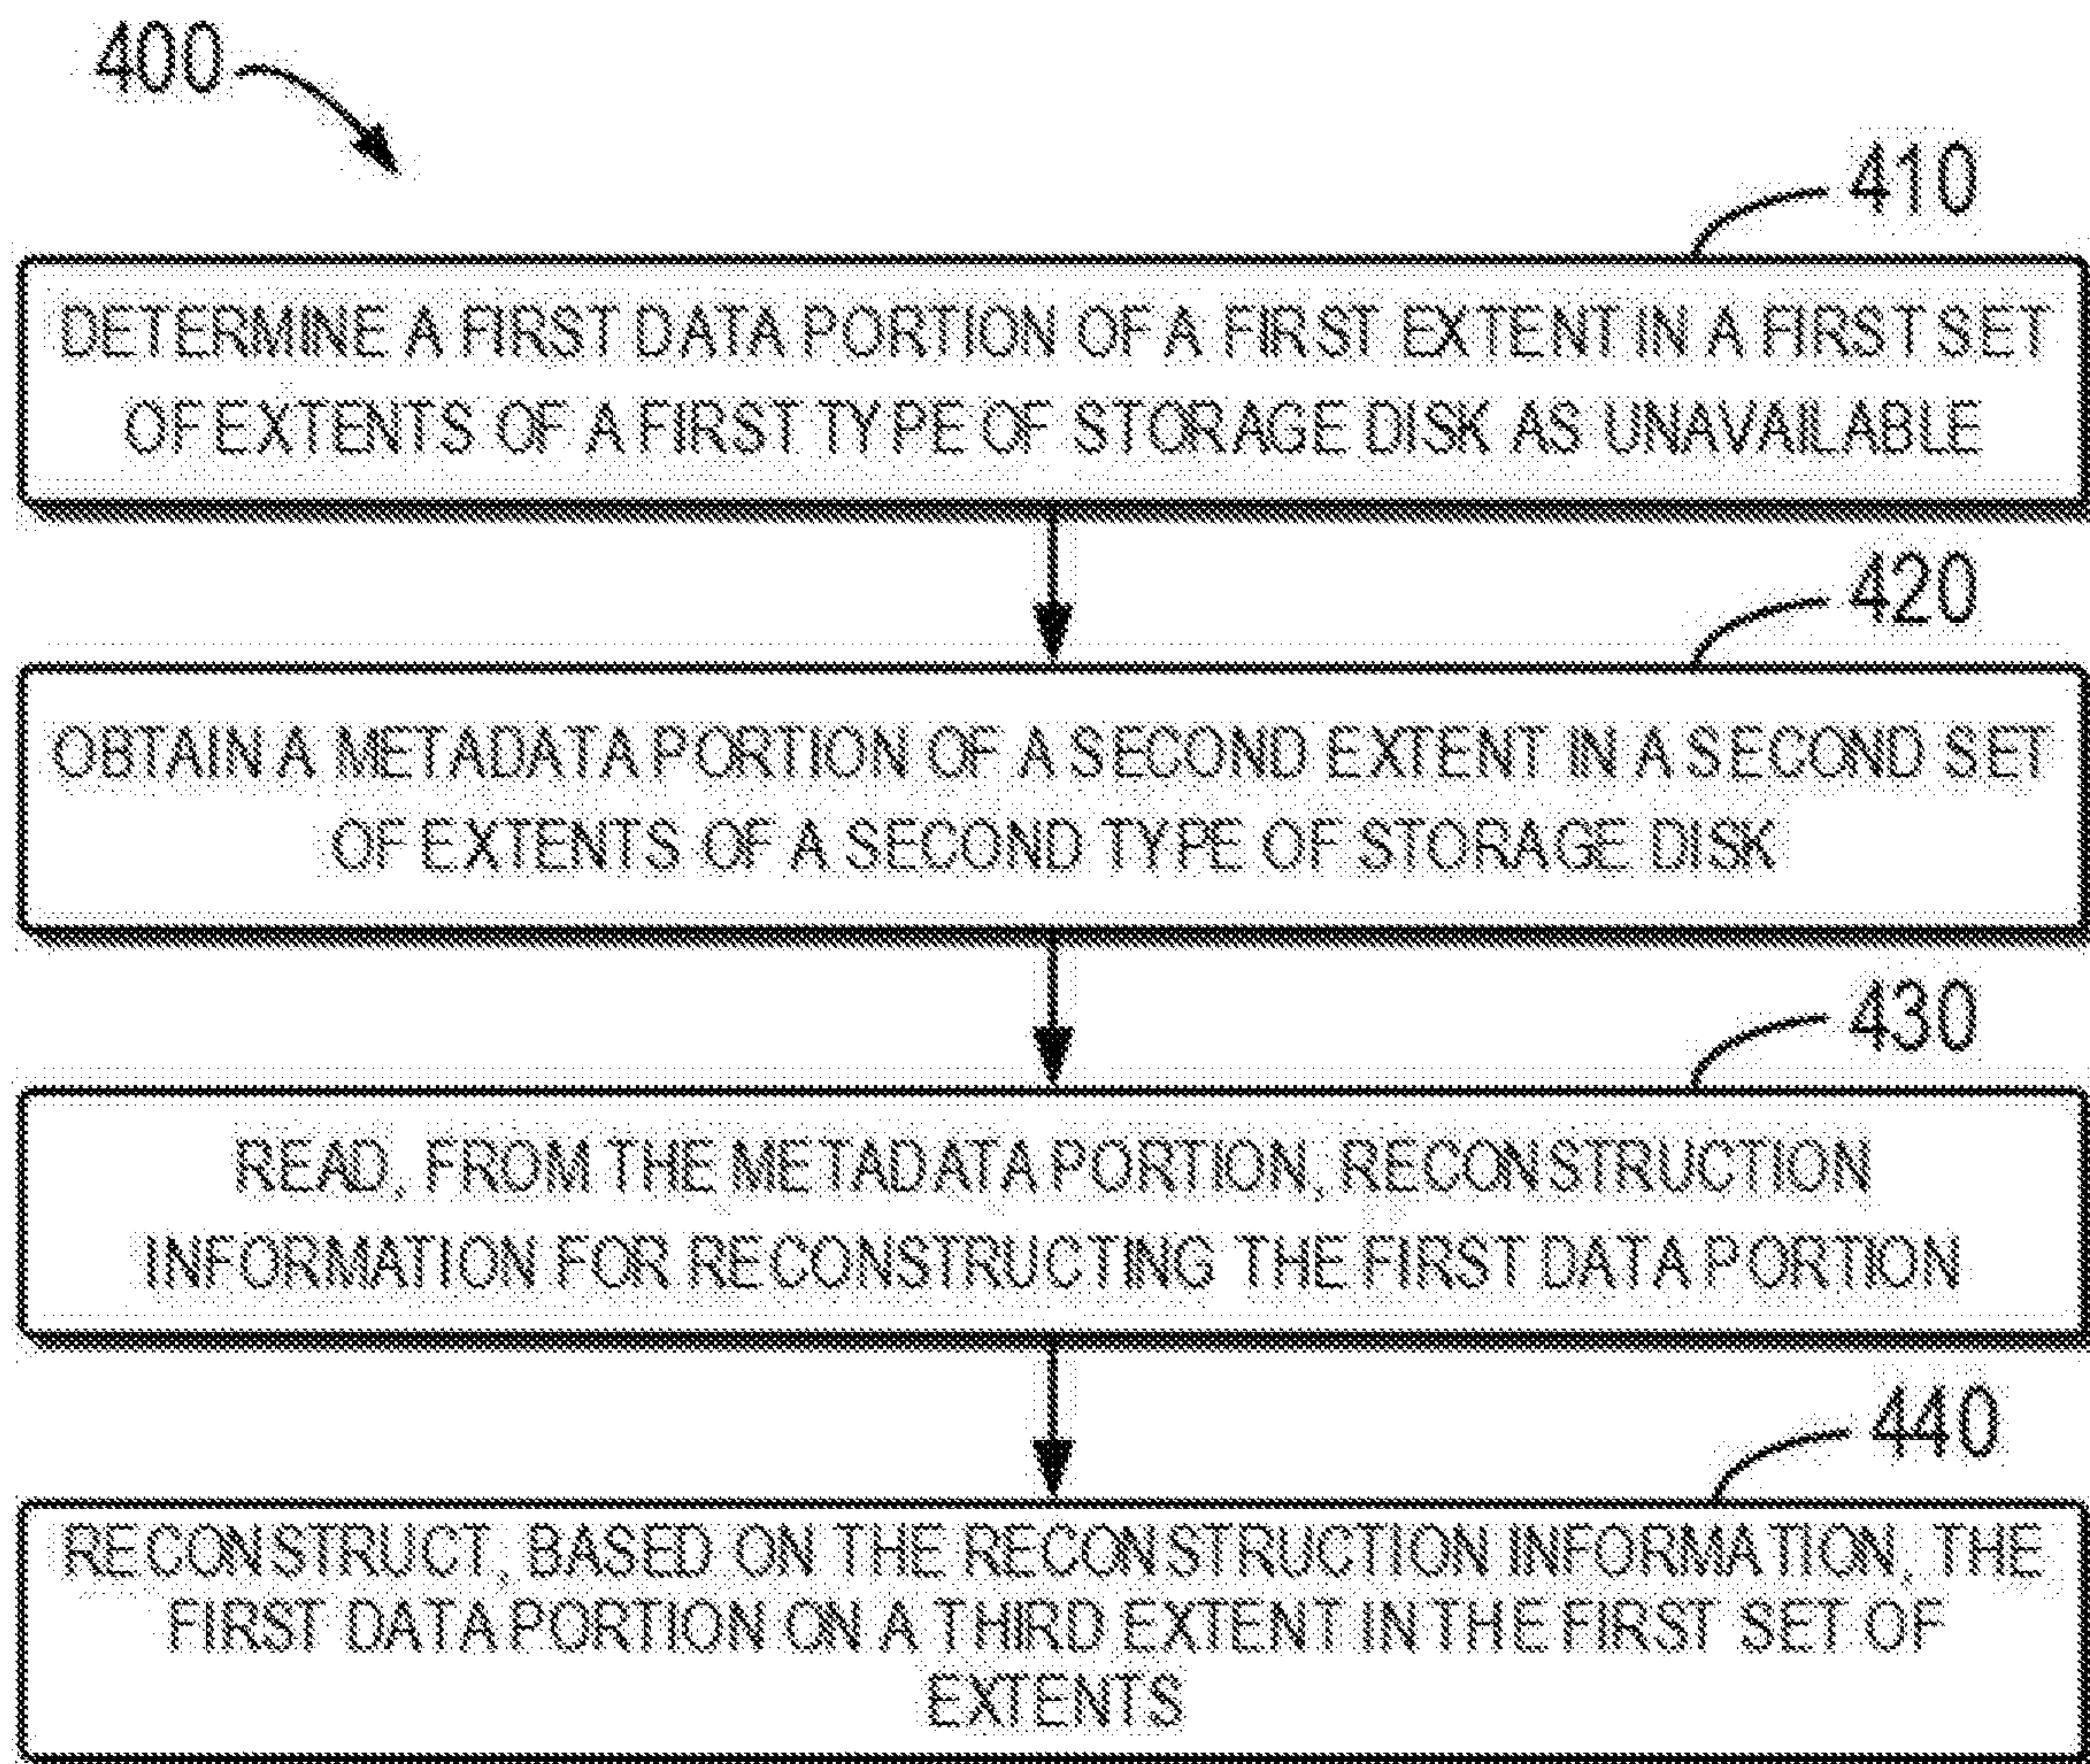 400
410
DETERMINE A FIRST DATA PORTION OF A FIRST EXTENT IN A FIRST SET
OF EXTENTS OF A FIRST TYPE OF STORAGE DISK AS UNAVAILABLE
420
OBTAIN A METADATA PORTION OF A SECOND EXTENT IN A SECOND SET
OF EXTENTS OF A SECOND TYPE OF STORAGE DISK
430
READ, FROM THE METADATA PORTION, RECONSTRUCTION
INFORMATION FOR RECONSTRUCTING THE FIRST DATA PORTION
440
RECONSTRUCT, BASED ON THE RECONSTRUCTION INFORMATION, THE
FIRST DATA PORTION ON A THIRD EXTENT IN THE FIRST SET OF
EXTENTS